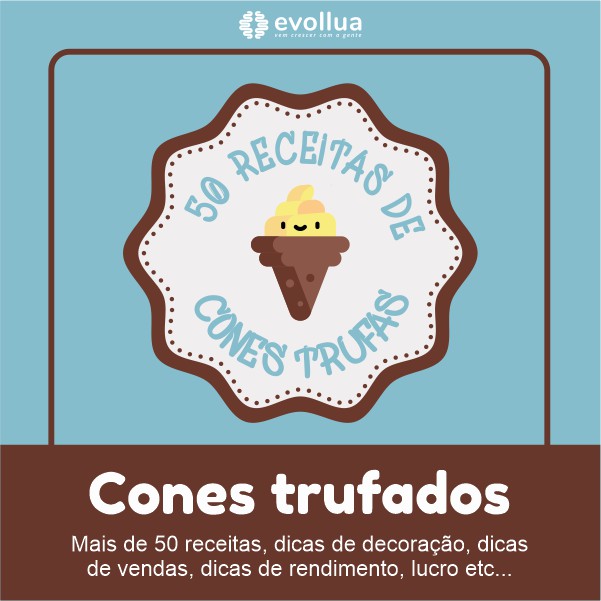 evollua
vem crescer com a gente
50 RECEITAS DE
CONES TRUFAS
Cones trufados
Mais de 50 receitas, dicas de decoração, dicas
de vendas, dicas de rendimento, lucro etc...